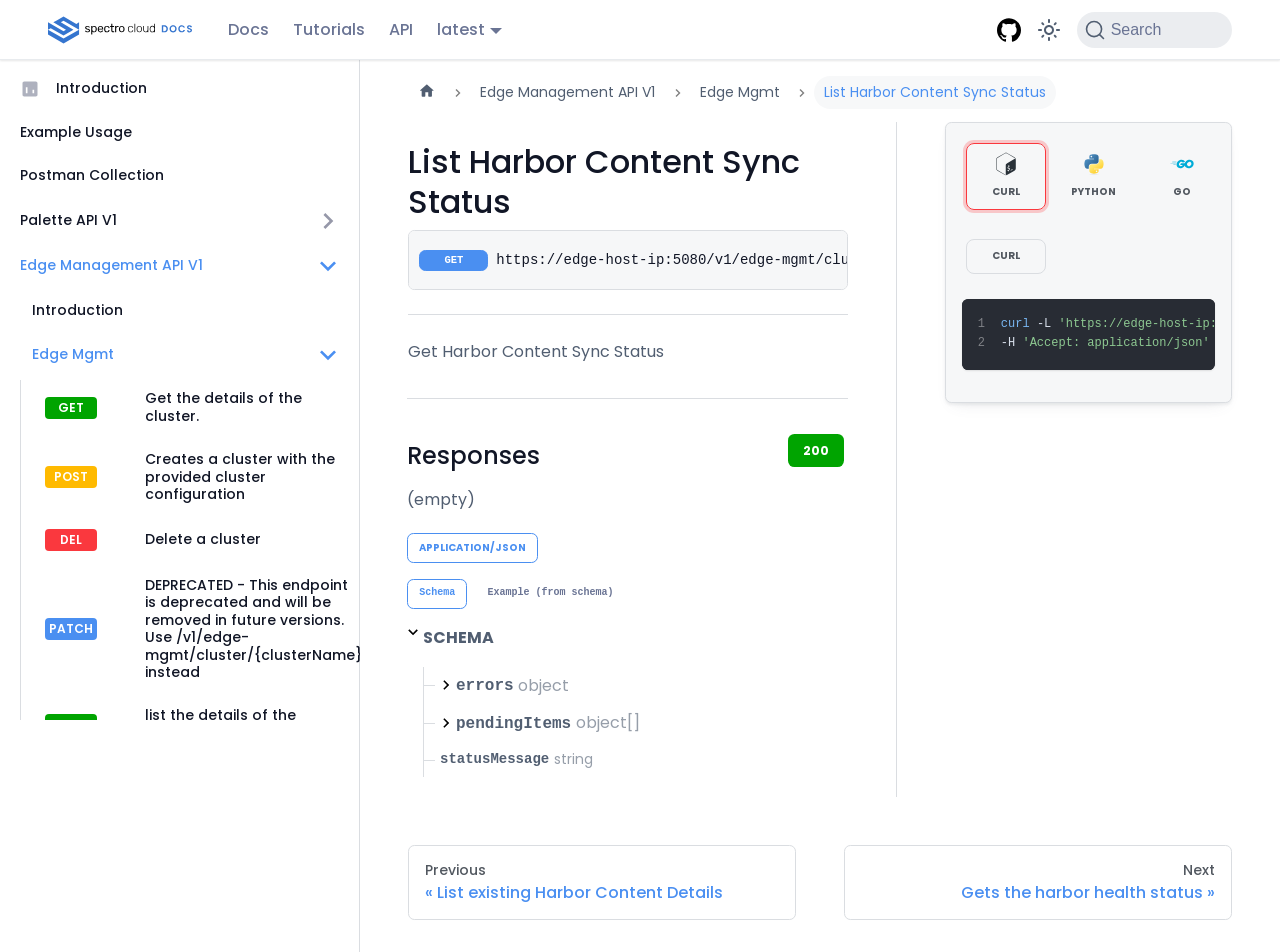 spectro cloud DOCS
Docs
Tutorials
API
latest
Search
Introduction
Example Usage
Postman Collection
Palette API V1
Edge Management API V1
Introduction
Edge Mgmt
GET
Get the details of the
cluster.
POST
Creates a cluster with the
provided cluster
configuration
DEL
Delete a cluster
PATCH
DEPRECATED - This endpoint
is deprecated and will be
removed in future versions.
Use /v1/edge-
mgmt/cluster/{clusterName}
instead
list the details of the
Edge Management API V1
Edge Mgmt
List Harbor Content Sync Status
List Harbor Content Sync
Status
GET https://edge-host-ip:5080/v1/edge-mgmt/clu
Get Harbor Content Sync Status
Responses
200
(empty)
APPLICATION/JSON
Schema
Example (from schema)
SCHEMA
errors object
pendingItems object[]
statusMessage string
CURL
PYTHON
GO
CURL
1 curl -L 'https://edge-host-ip:
2 -H 'Accept: application/json'
Previous
« List existing Harbor Content Details
Next
Gets the harbor health status »